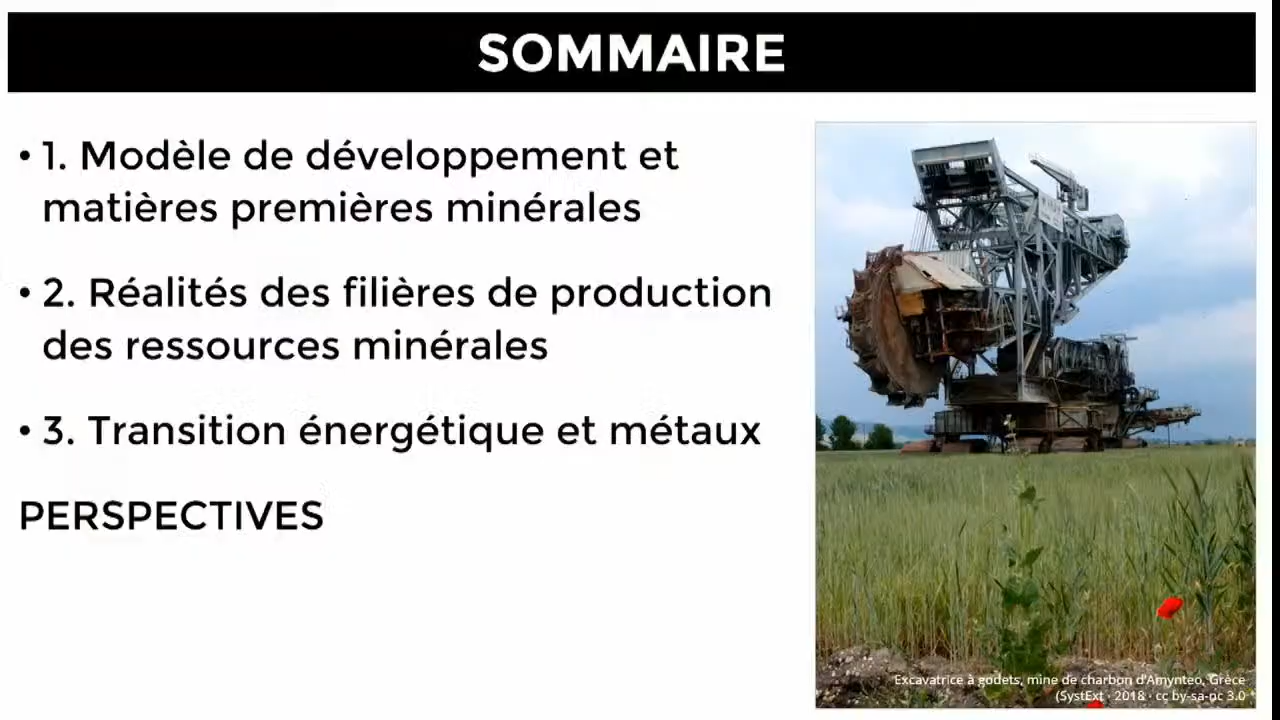 SOMMAIRE
• 1. Modèle de développement et
matières premières minérales
• 2. Réalités des filières de production
des ressources minérales
• 3. Transition énergétique et métaux
PERSPECTIVES
Excavatrice à godets, mine de charbon d'Amynteo, Grèce
(SystExt · 2018 · cc by-sa-nc 3.0